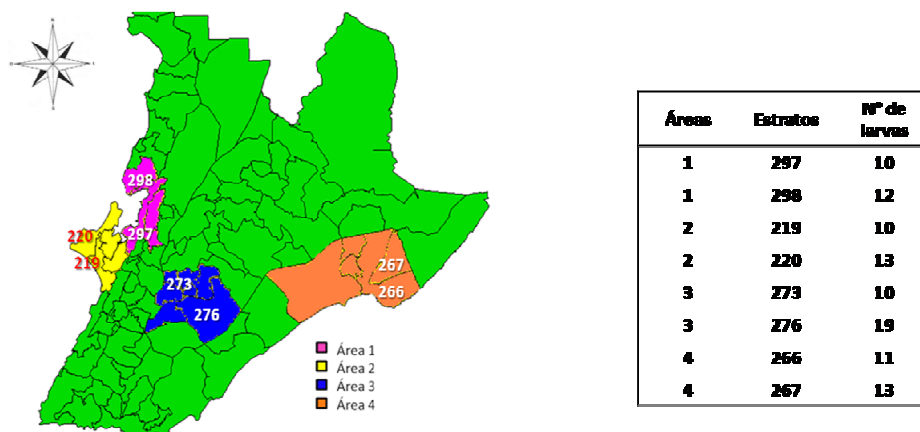 298
297
220
219
273
276
267
266
Área 1
Área 2
Área 3
Área 4
Áreas Estratos Nº de larvas
1 297 10
1 298 12
2 219 10
2 220 13
3 273 10
3 276 19
4 266 11
4 267 13